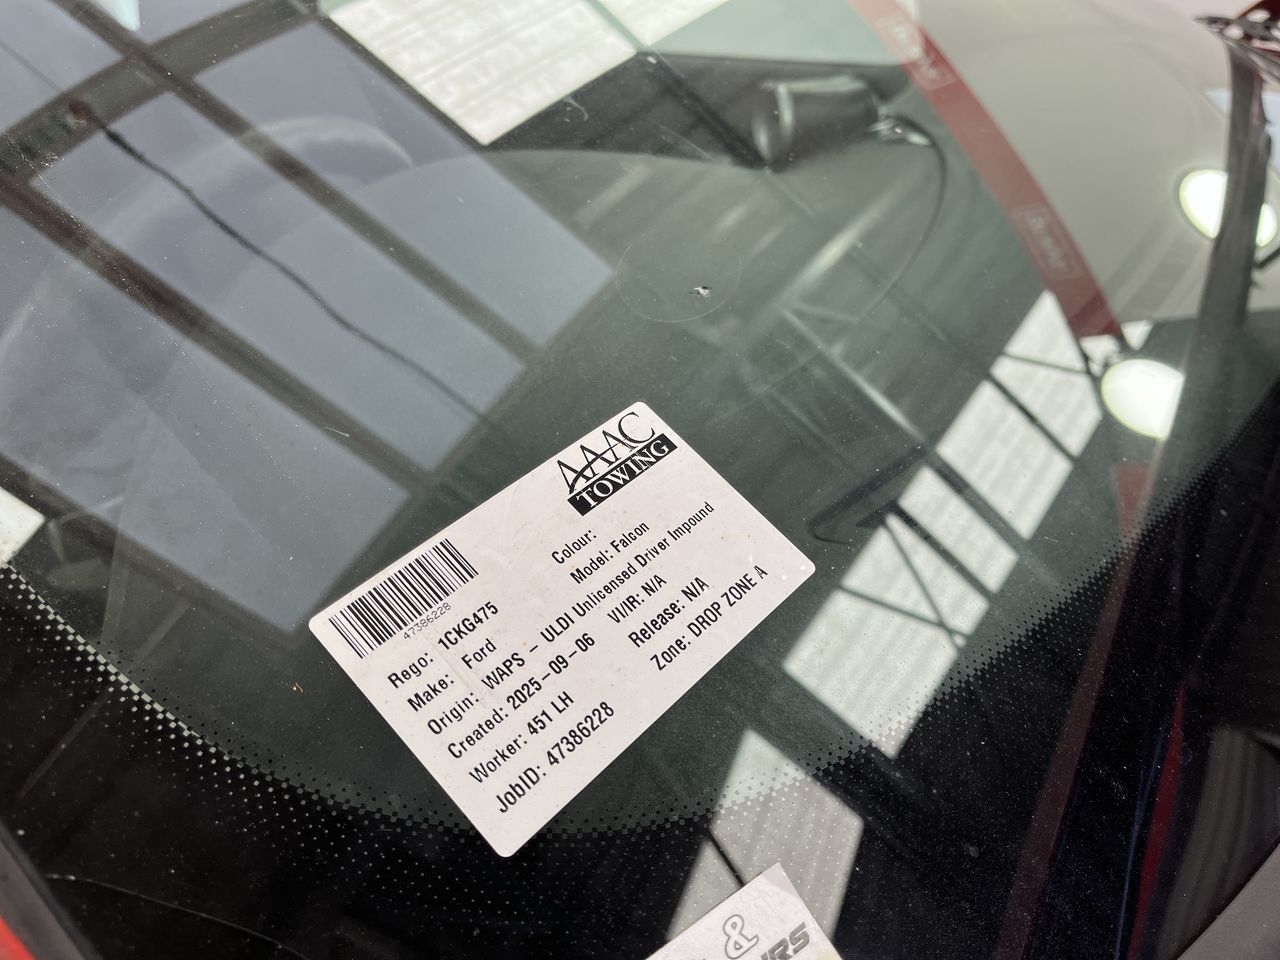 AAAC
TOWING
47386228
Rego: 1CKG475
Colour:
Make: Ford
Model: Falcon
Origin: WAPS - ULDI Unlicensed Driver Impound
Created: 2025-09-06 VI/IR: N/A
Worker: 451 LH
Release: N/A
JobID: 47386228
Zone: DROP ZONE A
&